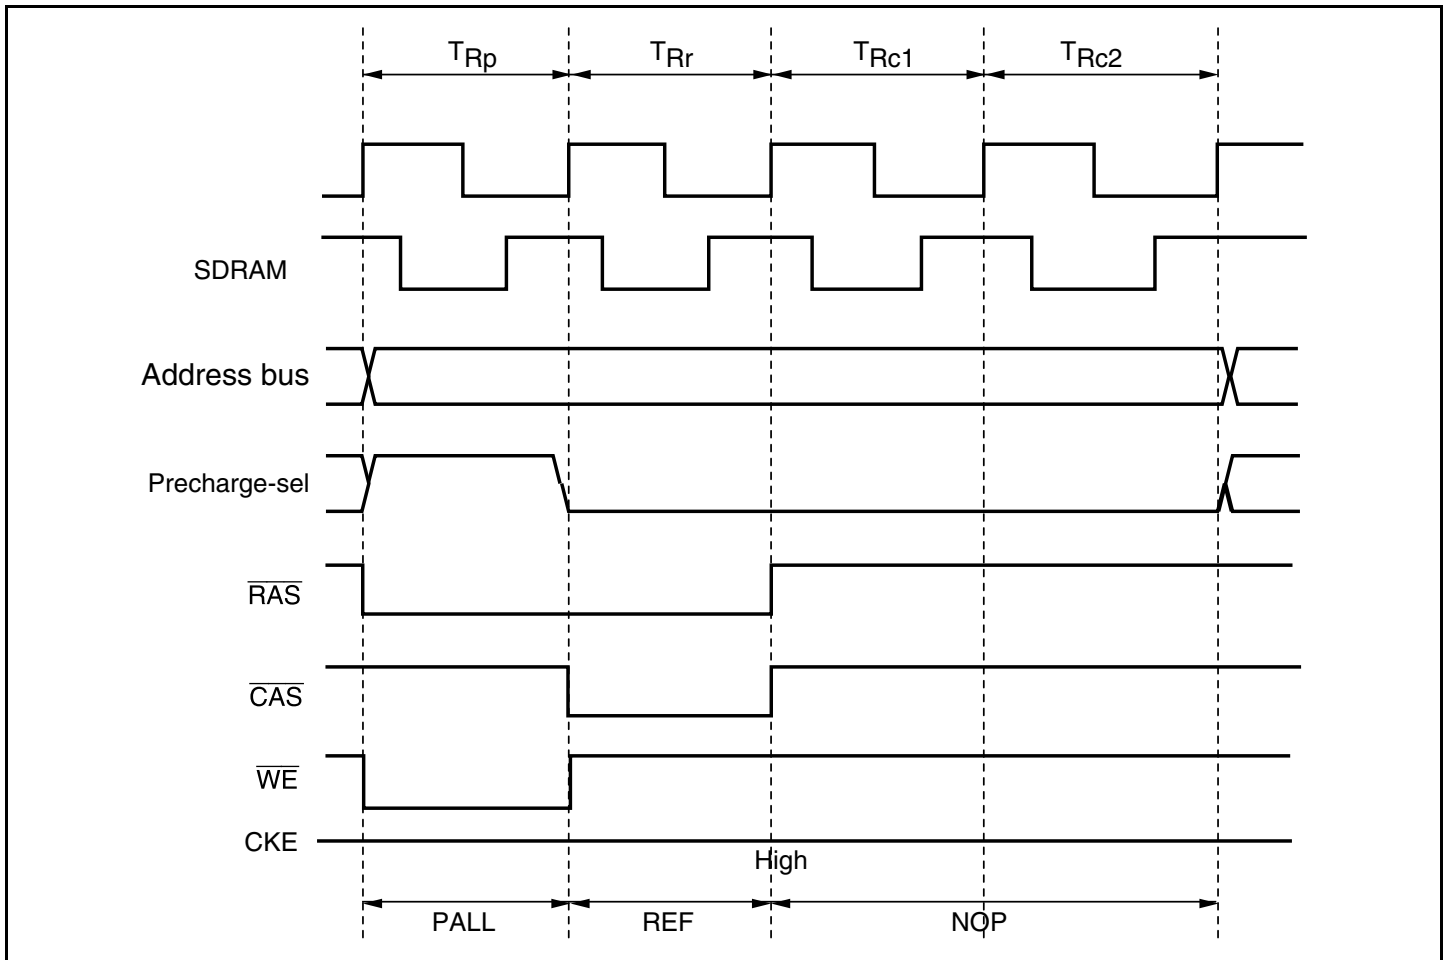 TRp TRr TRc1 TRc2
SDRAM
Address bus
Precharge-sel
RAS
CAS
WE
CKE
High
PALL REF NOP